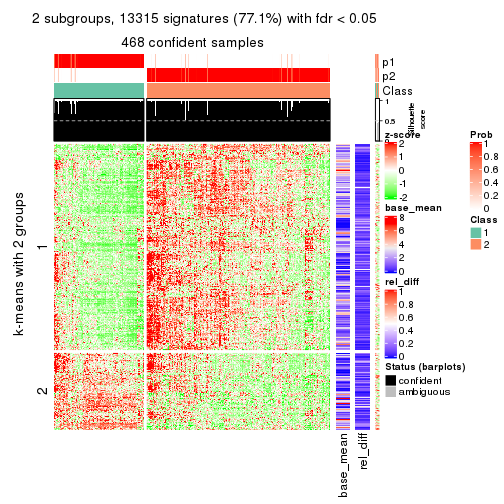 2 subgroups, 13315 signatures (77.1%) with fdr < 0.05
468 confident samples
p1
p2
Class
1
0.5
0
Silhouette
score
k-means with 2 groups
1
2
base_mean
rel_diff
z-score
2
1
0
-1
-2
base_mean
8
6
4
2
0
rel_diff
1
0.8
0.6
0.4
0.2
0
Status (barplots)
confident
ambiguous
Prob
1
0.8
0.6
0.4
0.2
0
Class
1
2